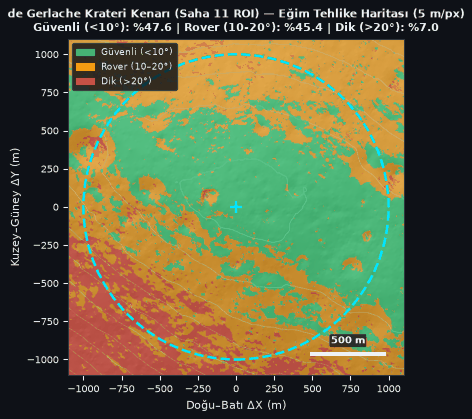 de Gerlache Krateri Kenarı (Saha 11 ROI) — Eğim Tehlike Haritası (5 m/px)
Güvenli (<10°): %47.6 | Rover (10-20°): %45.4 | Dik (>20°): %7.0
Güvenli (<10°)
Rover (10–20°)
Dik (>20°)
Kuzey–Güney ΔY (m)
1000
750
500
250
0
−250
−500
−750
−1000
500 m
−1000
−750
−500
−250
0
250
500
750
1000
Doğu–Batı ΔX (m)